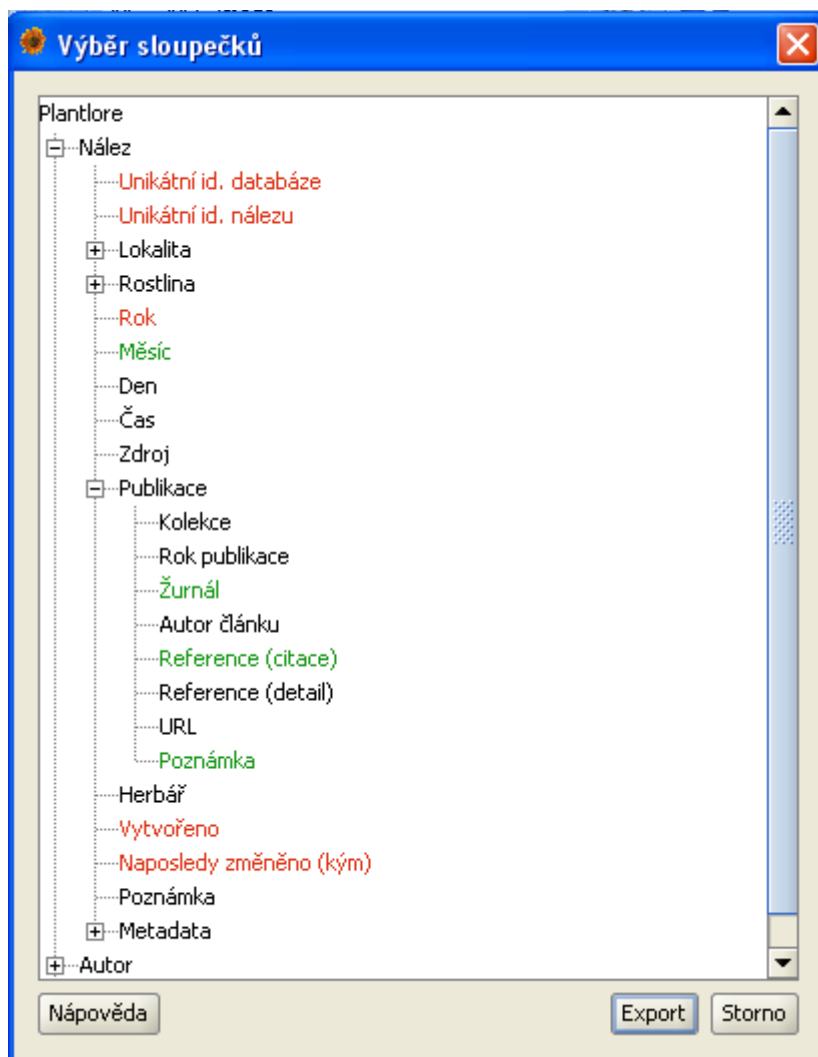 Výběr sloupečků
Plantlore
Nález
Unikátní id. databáze
Unikátní id. nálezu
Lokalita
Rostlina
Rok
Měsíc
Den
Čas
Zdroj
Publikace
Kolekce
Rok publikace
Žurnál
Autor článku
Reference (citace)
Reference (detail)
URL
Poznámka
Herbář
Vytvořeno
Naposledy změněno (kým)
Poznámka
Metadata
Autor
Nápověda Export Storno